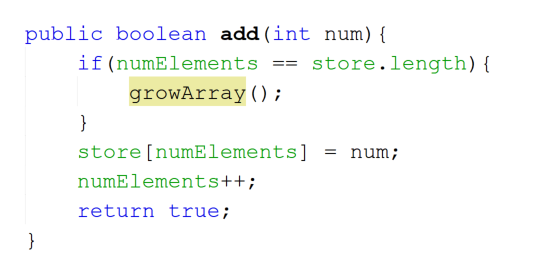 public boolean add(int num){
    if(numElements == store.length){
        growArray();
    }
    store[numElements] = num;
    numElements++;
    return true;
}